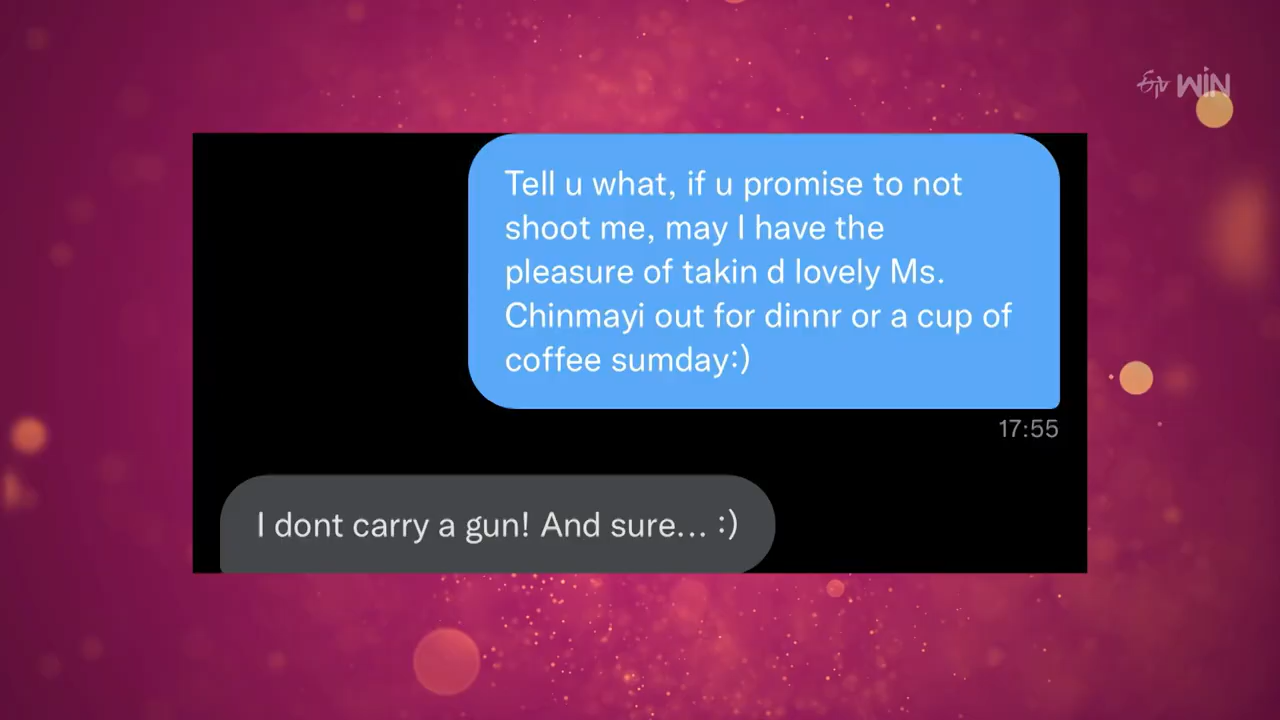 ఈటీవీ WIN
Tell u what, if u promise to not
shoot me, may I have the
pleasure of takin d lovely Ms.
Chinmayi out for dinnr or a cup of
coffee sumday:)
17:55
I dont carry a gun! And sure... :)